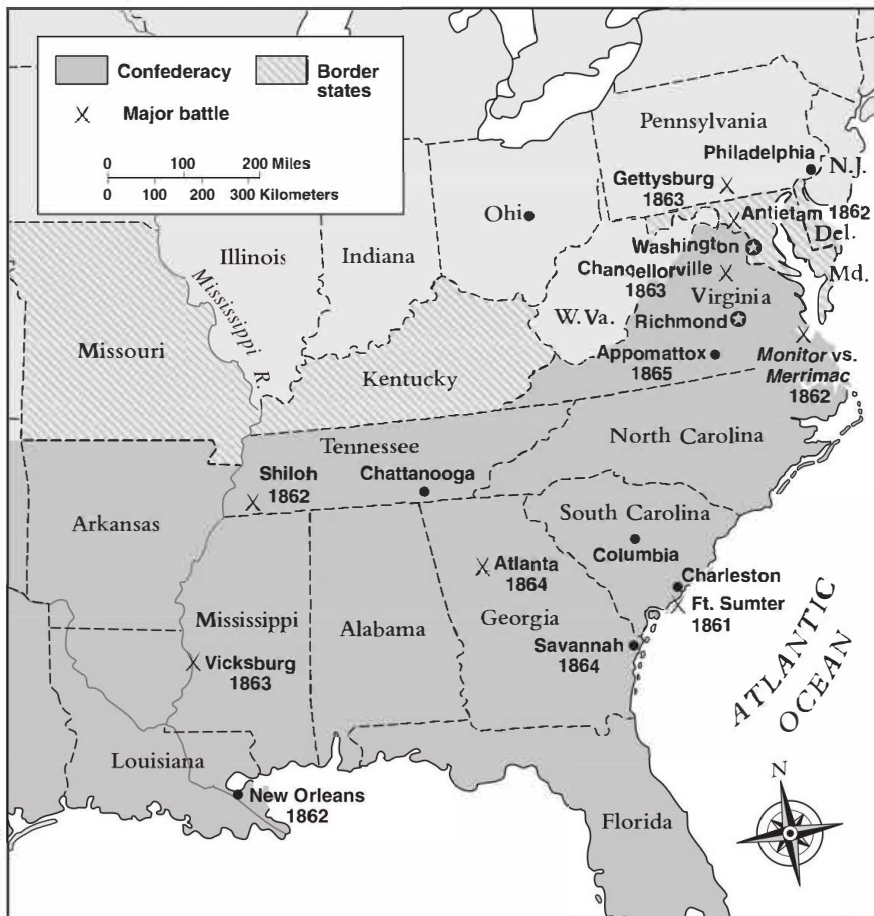 Confederacy
Border
states
Major battle
0 100 200 Miles
0 100 200 300 Kilometers
Pennsylvania
Philadelphia
N.J.
Gettysburg
1863
Ohi
Antietam 1862
Del.
Illinois
Indiana
Washington
Md.
Chancellorville
1863
Virginia
Mississippi R.
W.Va.
Richmond
Missouri
Appomattox
1865
Monitor vs.
Merrimac
1862
Kentucky
Tennessee
North Carolina
Shiloh
1862
Chattanooga
Arkansas
South Carolina
Columbia
Atlanta
1864
Charleston
Ft. Sumter
1861
Mississippi
Alabama
Georgia
Savannah
1864
Vicksburg
1863
ATLANTIC
OCEAN
Louisiana
New Orleans
1862
Florida
N